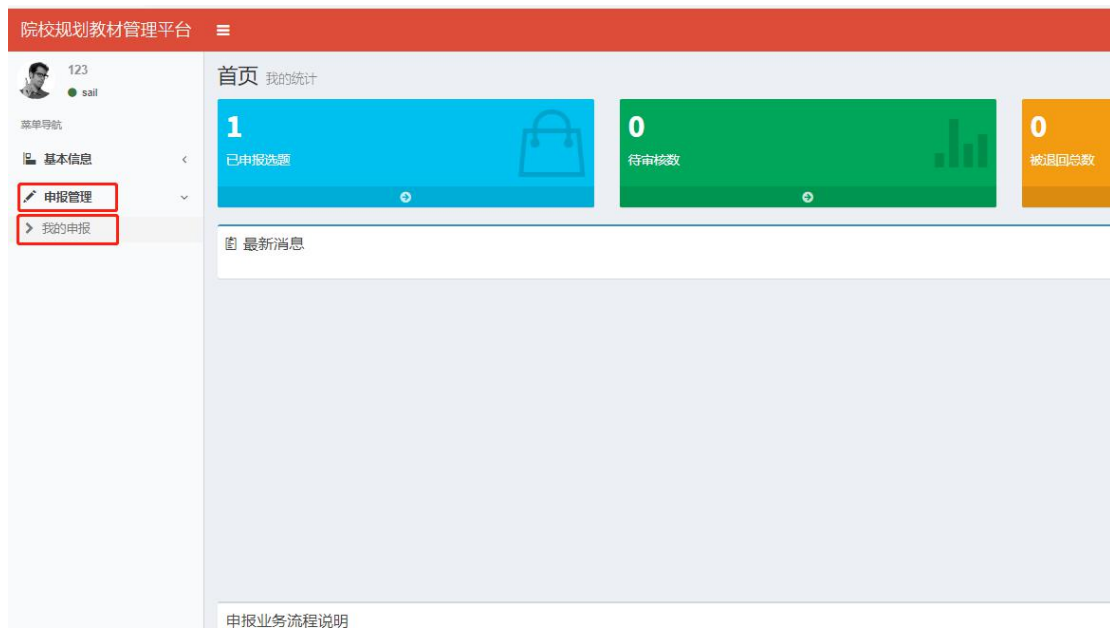 院校规划教材管理平台
123
sail
菜单导航
基本信息
申报管理
我的申报
首页 我的统计
1
已申报选题
0
待审核数
0
被退回总数
最新消息
申报业务流程说明